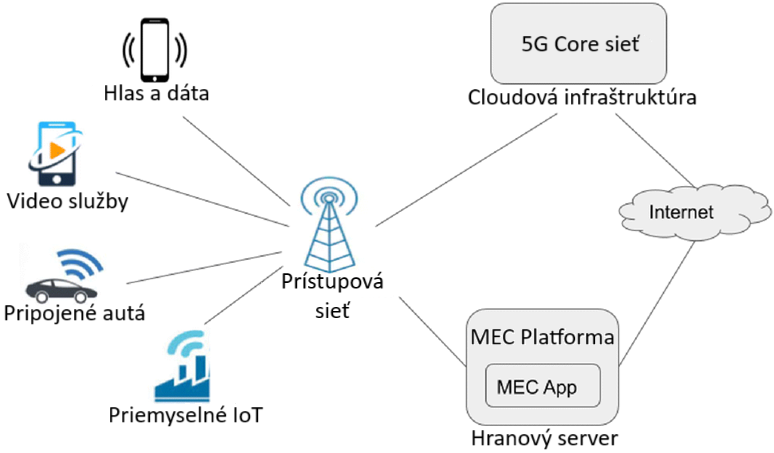 Hlas a dáta
Video služby
Pripojené autá
Priemyselné IoT
Prístupová
sieť
5G Core sieť
Cloudová infraštruktúra
Internet
MEC Platforma
MEC App
Hranový server